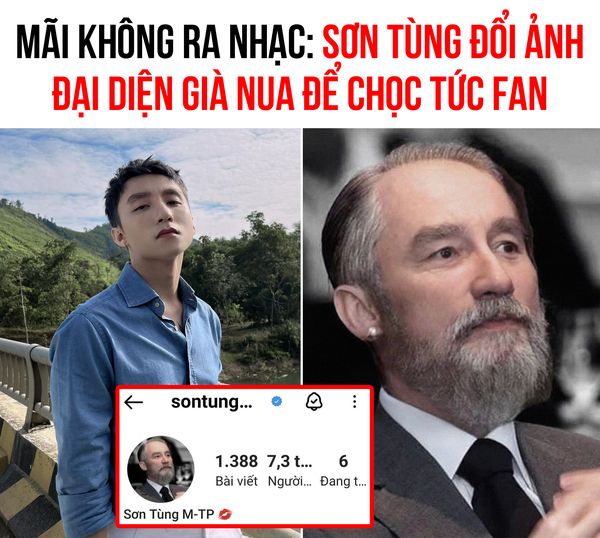 MÃI KHÔNG RA NHẠC: SƠN TÙNG ĐỔI ẢNH
ĐẠI DIỆN GIÀ NUA ĐỂ CHỌC TỨC FAN
sontung...
1.388 7,3 t... 6
Bài viết Người... Đang t...
Sơn Tùng M-TP 💋